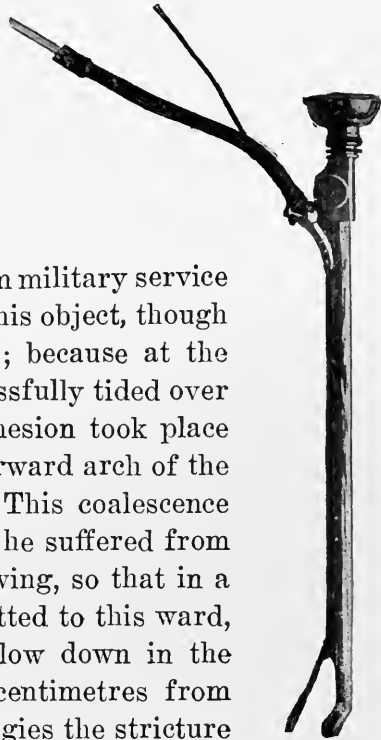 n military service
his object, though
; because at the
ssfully tided over
nesion took place
rward arch of the
This coalescence
he suffered from
wing, so that in a
tted to this ward,
low down in the
centimetres from
gies the stricture